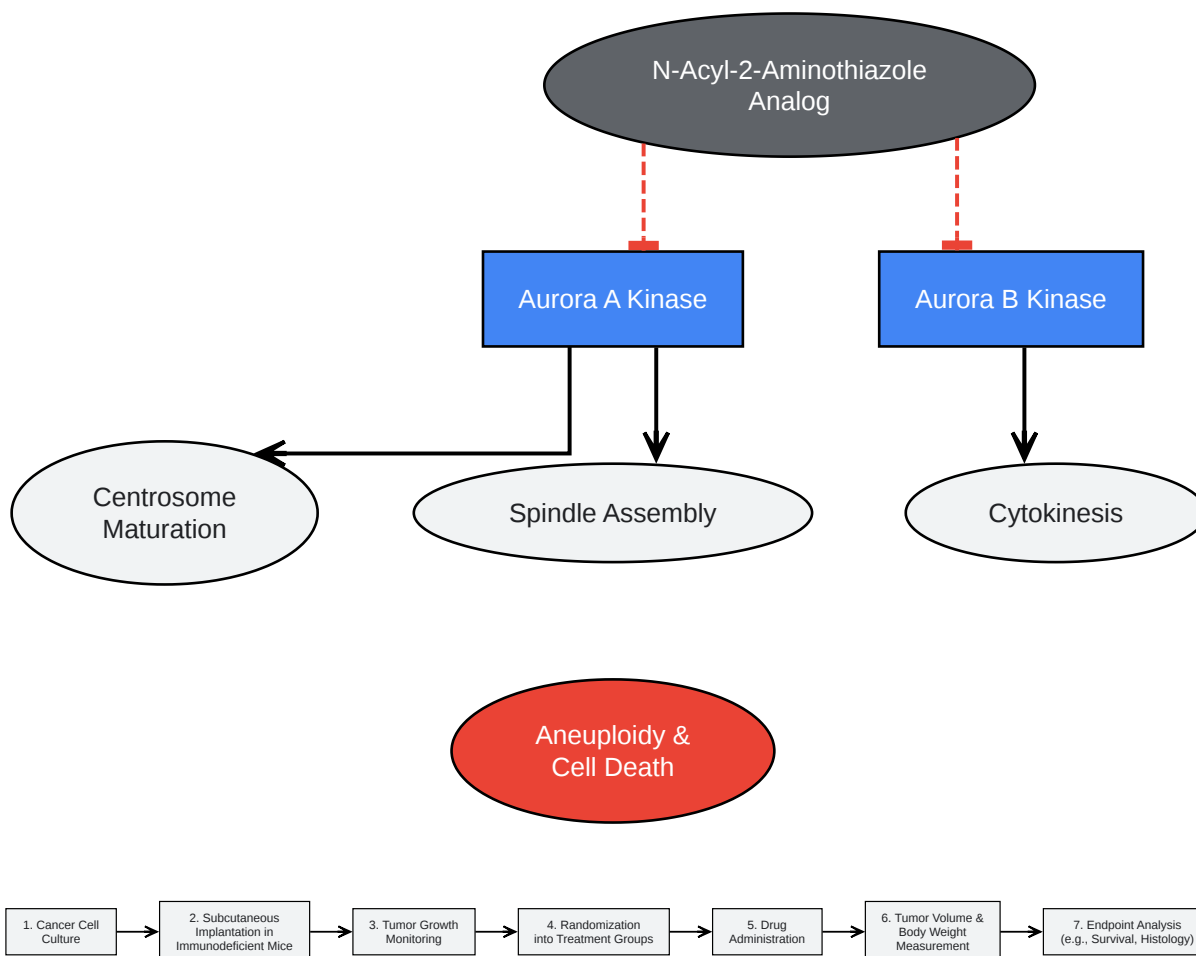 N-Acyl-2-Aminothiazole
Analog
Aurora A Kinase
Aurora B Kinase
Centrosome
Maturation
Spindle Assembly
Cytokinesis
Aneuploidy &
Cell Death
1. Cancer Cell
Culture
2. Subcutaneous
Implantation in
Immunodeficient Mice
3. Tumor Growth
Monitoring
4. Randomization
into Treatment Groups
5. Drug
Administration
6. Tumor Volume &
Body Weight
Measurement
7. Endpoint Analysis
(e.g., Survival, Histology)